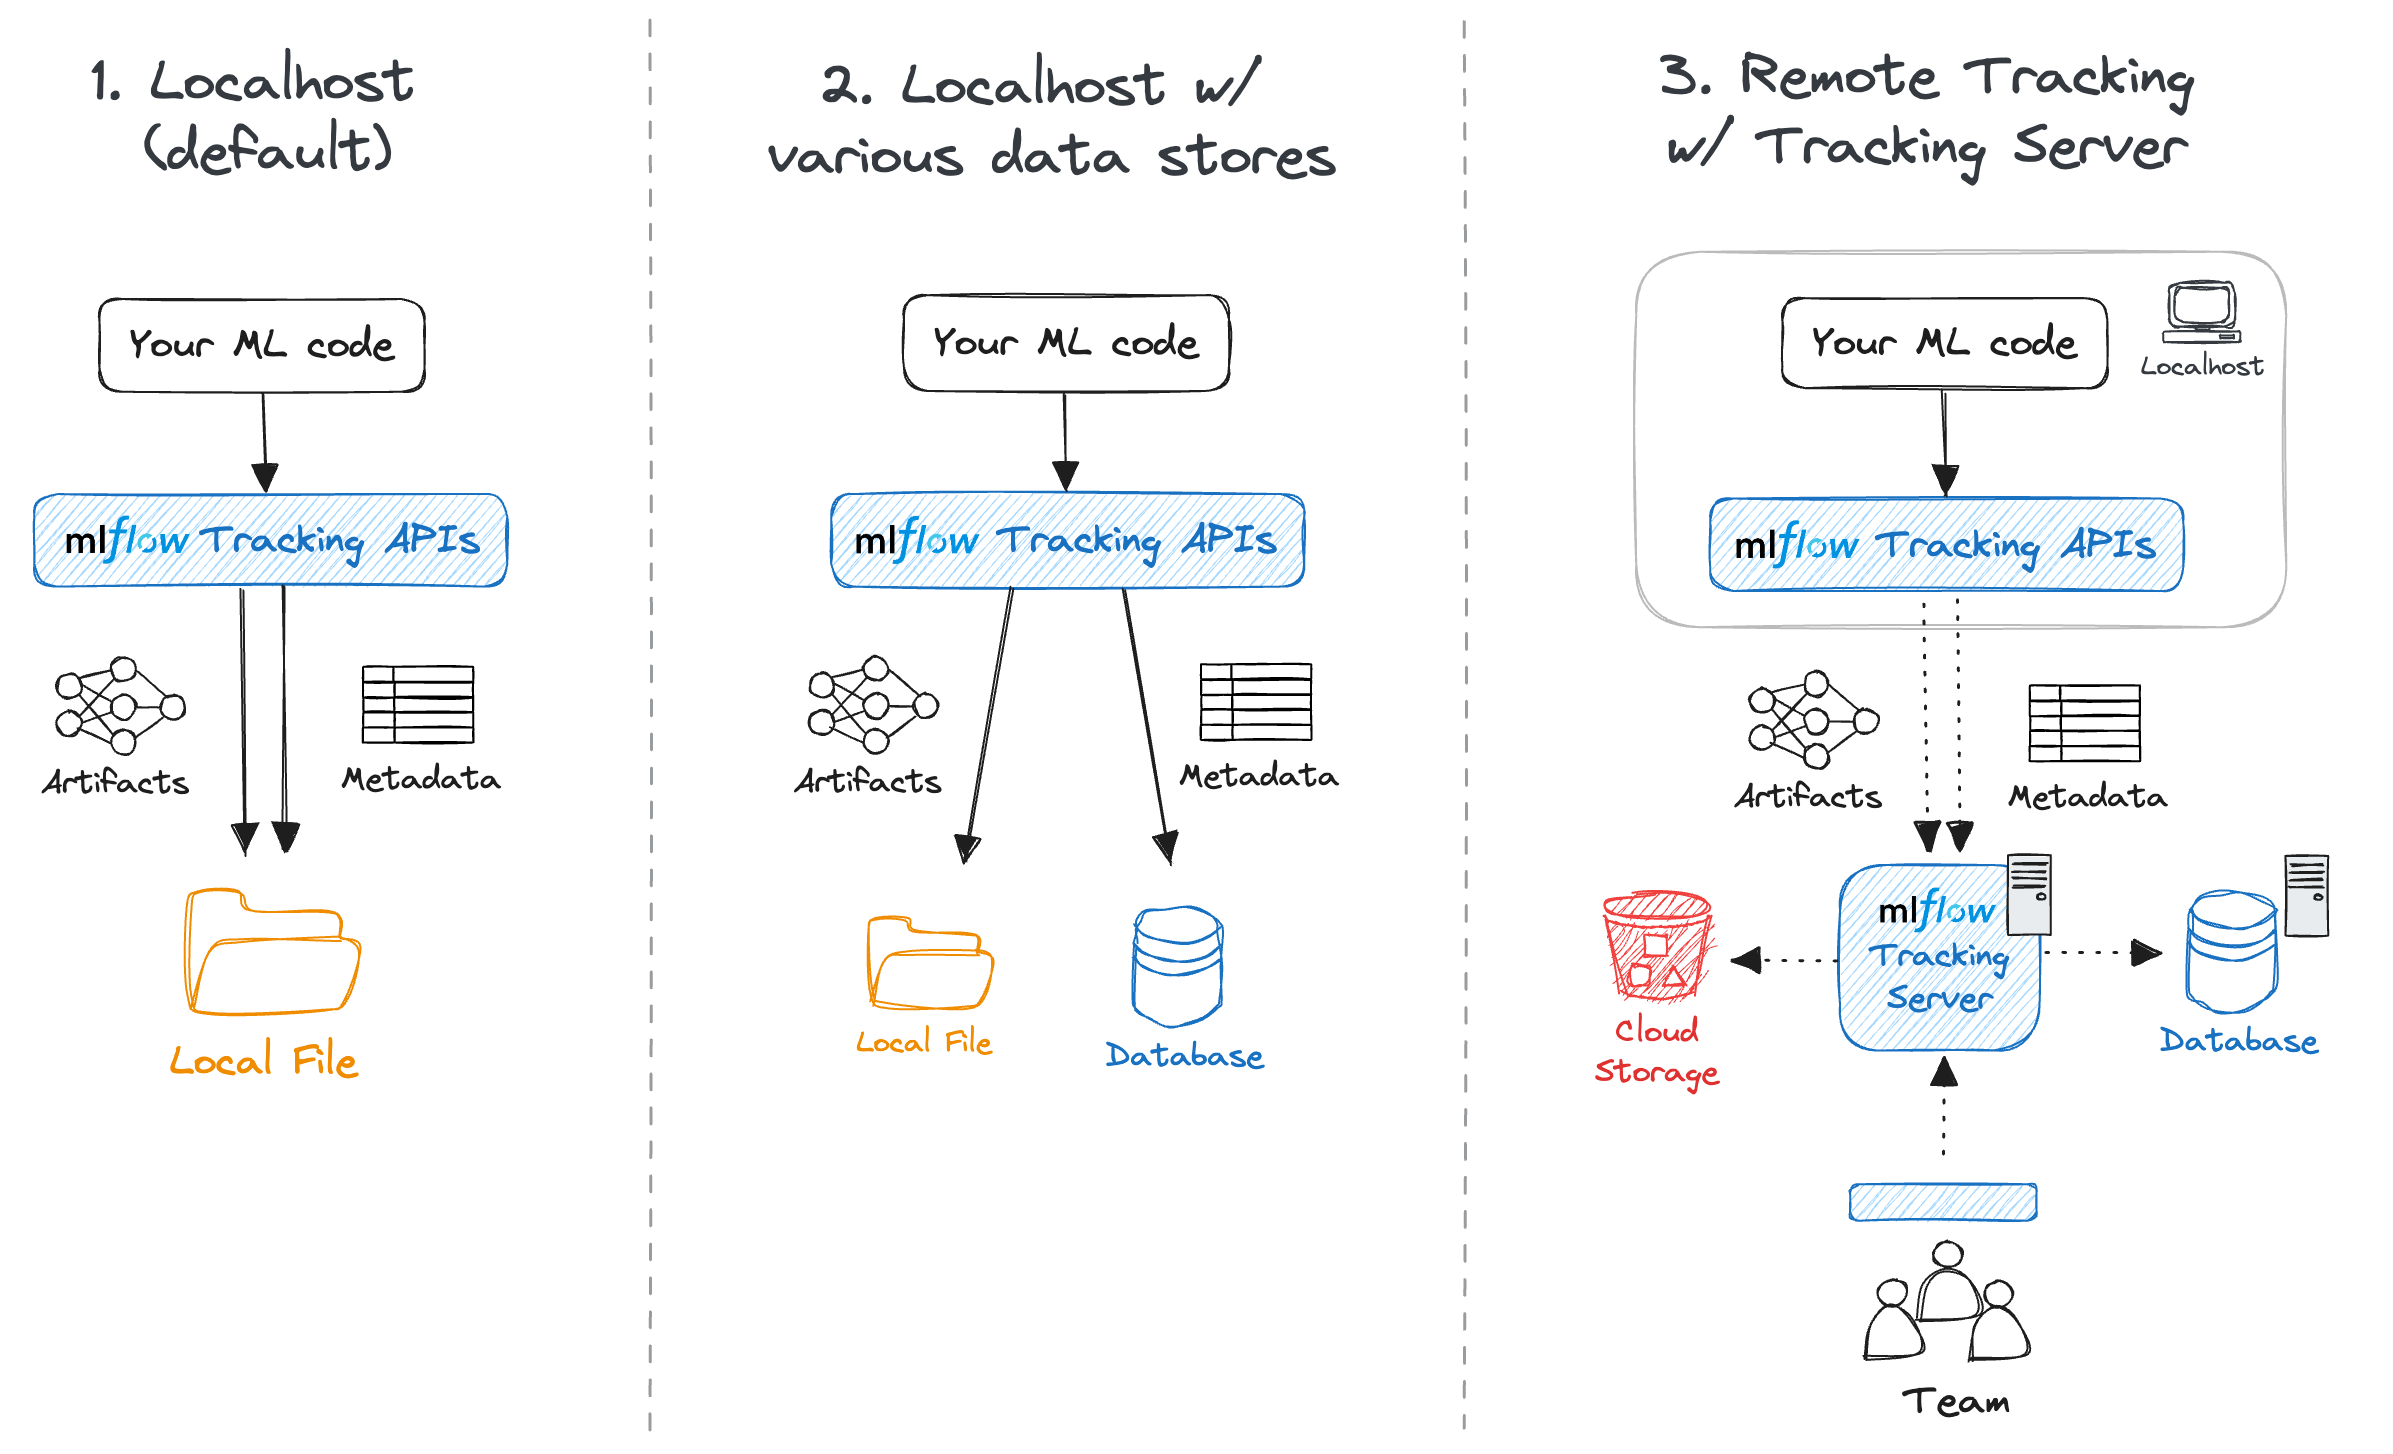 1. Localhost
(default)
Your ML code
mlflow Tracking APIs
Artifacts
Metadata
Local File
2. Localhost w/
various data stores
Your ML code
mlflow Tracking APIs
Artifacts
Metadata
Local File
Database
3. Remote Tracking
w/ Tracking Server
Your ML code
Localhost
mlflow Tracking APIs
Artifacts
Metadata
Cloud
Storage
mlflow
Tracking
Server
Database
Team